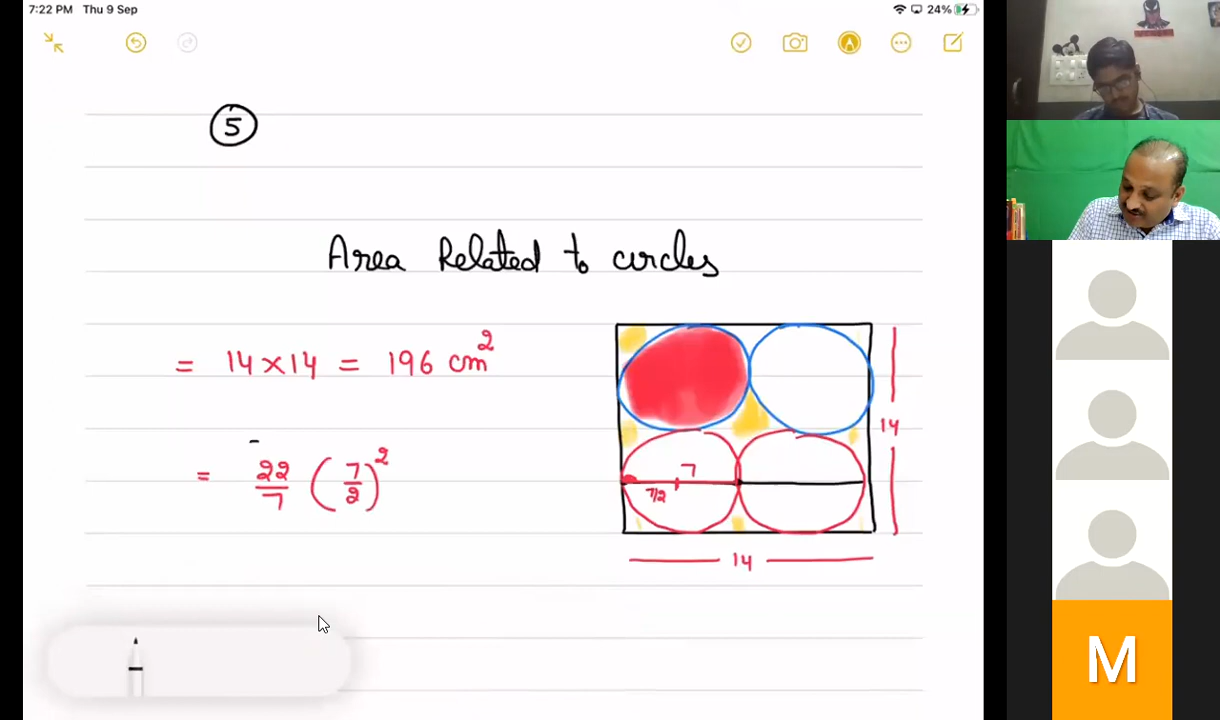 7:22 PM Thu 9 Sep
24%
5
Area Related to circles
= 14×14 = 196 cm²
= 22/7 (7/2)²
14
7
7/2
14
M